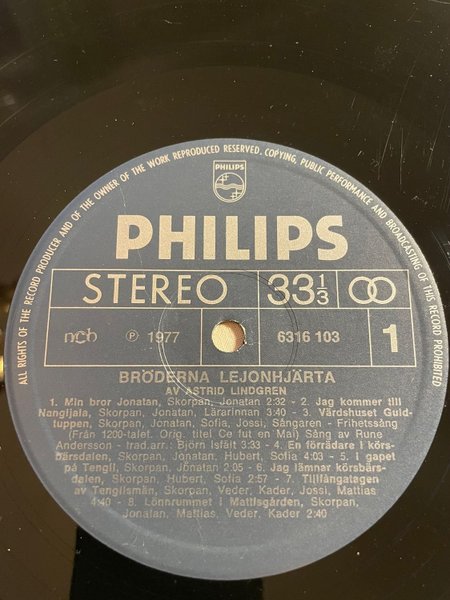 ALL RIGHTS OF THE RECORD PRODUCER AND OF THE OWNER OF THE WORK REPRODUCED RESERVED. COPYING, PUBLIC PERFORMANCE AND BROADCASTING OF THIS RECORD PROHIBITED
PHILIPS
PHILIPS
STEREO 33 1/3
ncb Ⓟ 1977 6316 103 1
BRÖDERNA LEJONHJÄRTA
AV ASTRID LINDGREN
1. Min bror Jonatan, Skorpan, Jonatan 2:32 - 2. Jag kommer till
Nangijala, Skorpan, Jonatan, Lärarinnan 3:40 - 3. Värdshuset Guld-
tuppen, Skorpan, Jonatan, Sofia, Jossi, Sångaren - Frihetssång
(Från 1200-talet. Orig. titel Ce fut en Mai) Sång av Rune
Andersson - trad.arr: Björn Isfält 3:33 - 4. En förrädare i körs-
bärsdalen, Skorpan, Jonatan, Hubert, Sofia 4:03 - 5. I gapet
på Tengil, Skorpan, Jonatan 2:05 - 6. Jag lämnar körsbärs-
dalen, Skorpan, Hubert, Sofia 2:57 - 7. Tillfångatagen
av Tengilsmän, Skorpan, Veder, Kader, Jossi, Mattias
4:40 - 8. Lönnrummet i Mattisgården, Skorpan,
Jonatan, Mattias, Veder, Kader 2:40